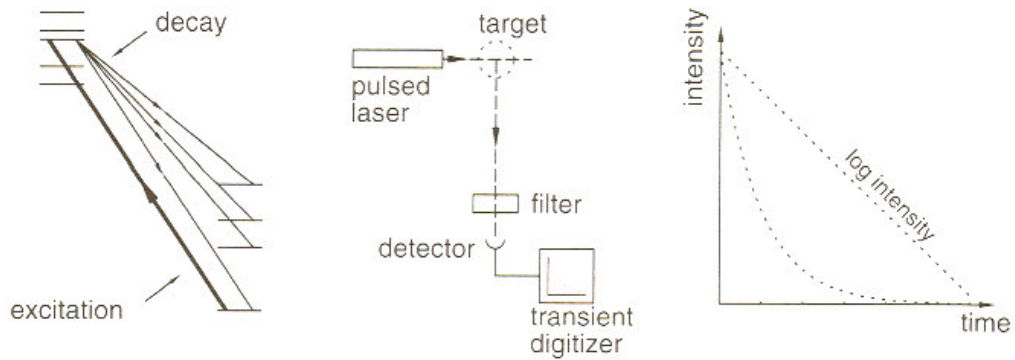 decay
excitation
target
pulsed
laser
filter
detector
transient
digitizer
intensity
log intensity
time